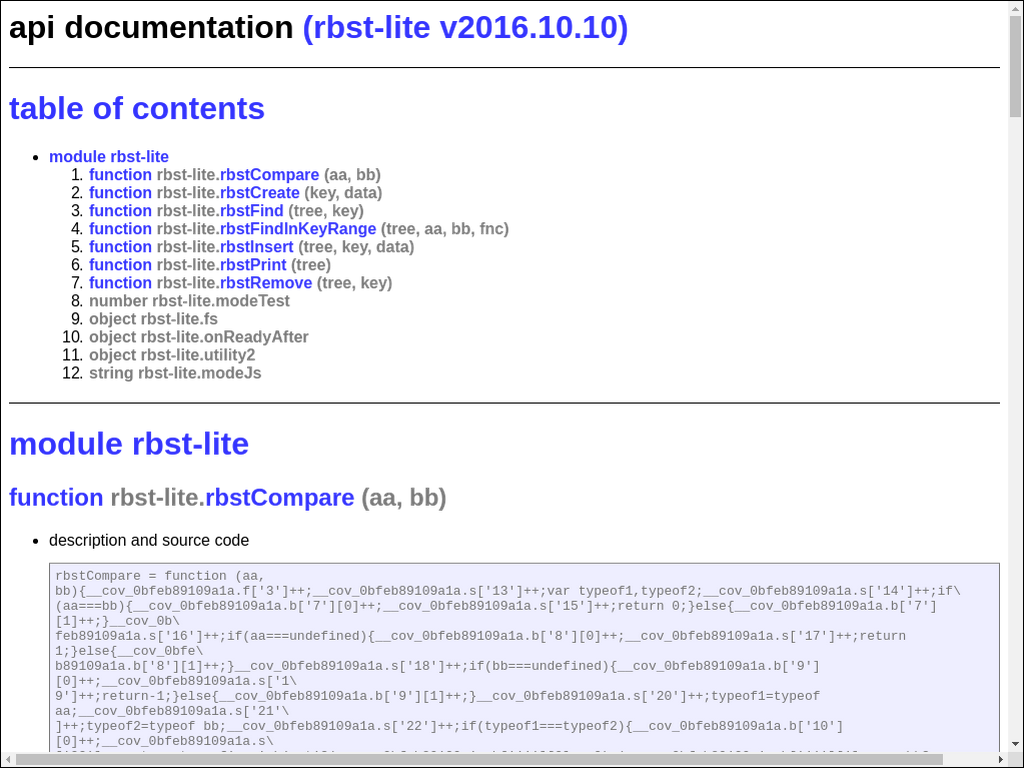 api documentation (rbst-lite v2016.10.10)
table of contents
• module rbst-lite
1. function rbst-lite.rbstCompare (aa, bb)
2. function rbst-lite.rbstCreate (key, data)
3. function rbst-lite.rbstFind (tree, key)
4. function rbst-lite.rbstFindInKeyRange (tree, aa, bb, fnc)
5. function rbst-lite.rbstInsert (tree, key, data)
6. function rbst-lite.rbstPrint (tree)
7. function rbst-lite.rbstRemove (tree, key)
8. number rbst-lite.modeTest
9. object rbst-lite.fs
10. object rbst-lite.onReadyAfter
11. object rbst-lite.utility2
12. string rbst-lite.modeJs
module rbst-lite
function rbst-lite.rbstCompare (aa, bb)
• description and source code
rbstCompare = function (aa,
bb){__cov_0bfeb89109a1a.f['3']++;__cov_0bfeb89109a1a.s['13']++;var typeof1,typeof2;__cov_0bfeb89109a1a.s['14']++;if\
(aa===bb){__cov_0bfeb89109a1a.b['7'][0]++;__cov_0bfeb89109a1a.s['15']++;return 0;}else{__cov_0bfeb89109a1a.b['7']
[1]++;}__cov_0b\
feb89109a1a.s['16']++;if(aa===undefined){__cov_0bfeb89109a1a.b['8'][0]++;__cov_0bfeb89109a1a.s['17']++;return
1;}else{__cov_0bfe\
b89109a1a.b['8'][1]++;}__cov_0bfeb89109a1a.s['18']++;if(bb===undefined){__cov_0bfeb89109a1a.b['9']
[0]++;__cov_0bfeb89109a1a.s['1\
9']++;return-1;}else{__cov_0bfeb89109a1a.b['9'][1]++;}__cov_0bfeb89109a1a.s['20']++;typeof1=typeof
aa;__cov_0bfeb89109a1a.s['21'\
]++;typeof2=typeof bb;__cov_0bfeb89109a1a.s['22']++;if(typeof1===typeof2){__cov_0bfeb89109a1a.b['10']
[0]++;__cov_0bfeb89109a1a.s\